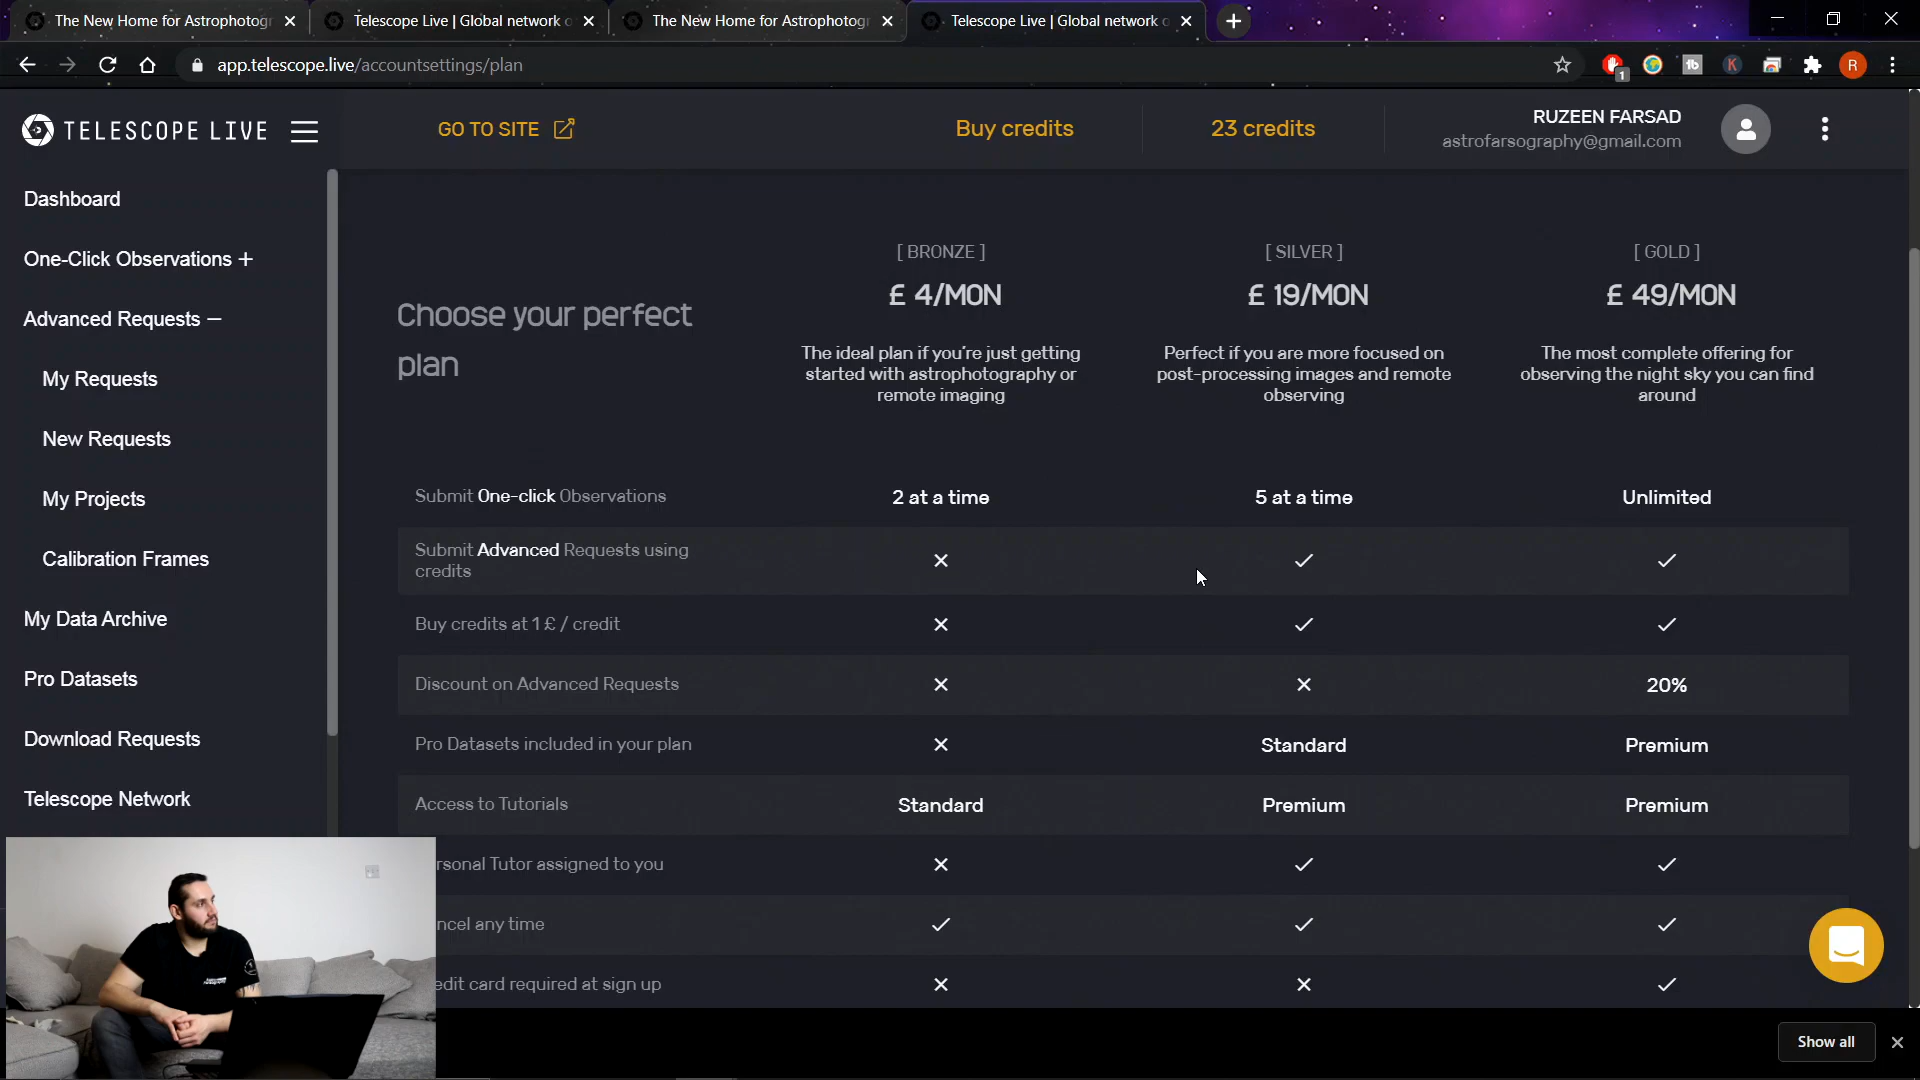 The New Home for Astrophotogr
Telescope Live | Global network o
The New Home for Astrophotogr
Telescope Live | Global network o
app.telescope.live/accountsettings/plan
1
tb
K
R
TELESCOPE LIVE
GO TO SITE
Buy credits
23 credits
RUZEEN FARSAD
astrofarsography@gmail.com
Dashboard
One-Click Observations +
Advanced Requests –
My Requests
New Requests
My Projects
Calibration Frames
My Data Archive
Pro Datasets
Download Requests
Telescope Network
Choose your perfect
plan
[ BRONZE ]
£ 4/MON
The ideal plan if you're just getting
started with astrophotography or
remote imaging
[ SILVER ]
£ 19/MON
Perfect if you are more focused on
post-processing images and remote
observing
[ GOLD ]
£ 49/MON
The most complete offering for
observing the night sky you can find
around
Submit One-click Observations
2 at a time
5 at a time
Unlimited
Submit Advanced Requests using
credits
Buy credits at 1 £ / credit
Discount on Advanced Requests
20%
Pro Datasets included in your plan
Standard
Premium
Access to Tutorials
Standard
Premium
Premium
rsonal Tutor assigned to you
ncel any time
edit card required at sign up
Show all